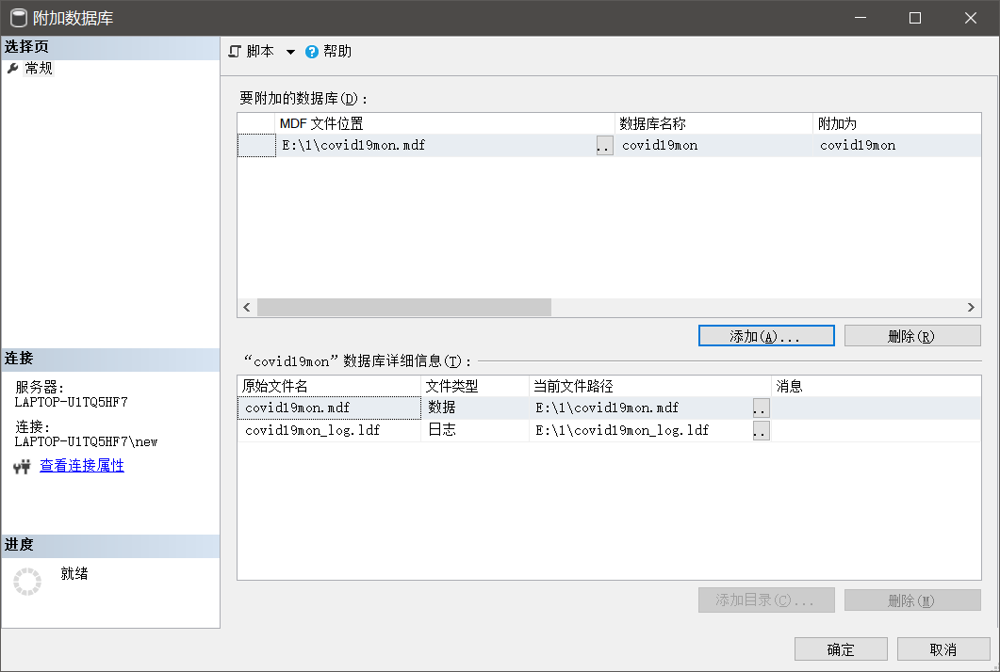 附加数据库
选择页
常规
脚本
帮助
要附加的数据库(D):
MDF 文件位置 数据库名称 附加为
E:\1\covid19mon.mdf .. covid19mon covid19mon
添加(A)... 删除(R)
“covid19mon”数据库详细信息(T):
原始文件名 文件类型 当前文件路径 消息
covid19mon.mdf 数据 E:\1\covid19mon.mdf ..
covid19mon_log.ldf 日志 E:\1\covid19mon_log.ldf ..
添加目录(C)... 删除(M)
连接
服务器:
LAPTOP-U1TQ5HF7
连接:
LAPTOP-U1TQ5HF7\new
查看连接属性
进度
就绪
确定 取消